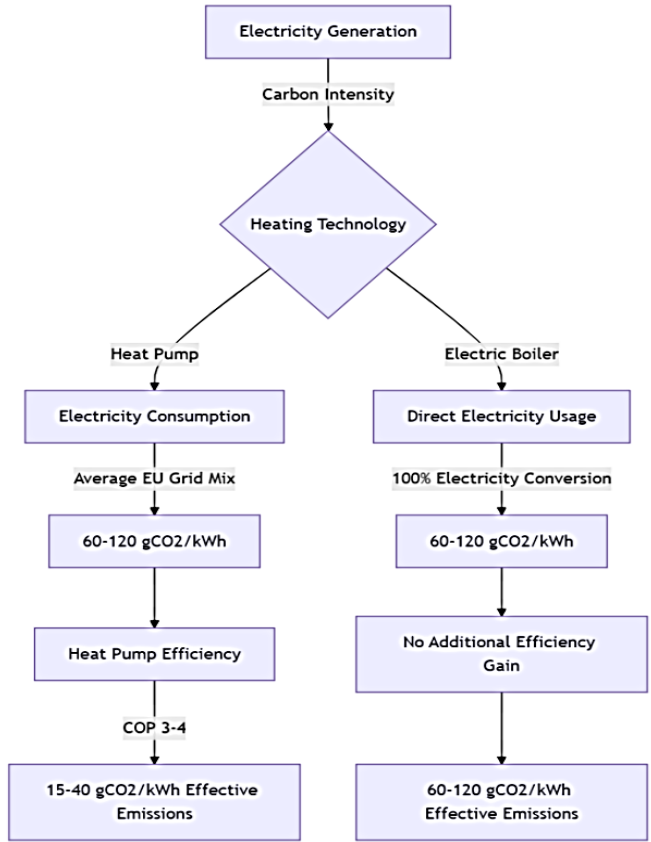 Electricity Generation
Carbon Intensity
Heating Technology
Heat Pump
Electric Boiler
Electricity Consumption
Direct Electricity Usage
Average EU Grid Mix
100% Electricity Conversion
60-120 gCO2/kWh
60-120 gCO2/kWh
Heat Pump Efficiency
No Additional Efficiency
Gain
COP 3-4
15-40 gCO2/kWh Effective
Emissions
60-120 gCO2/kWh
Effective Emissions